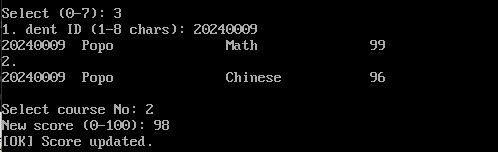 Select (0-7): 3
1. dent ID (1-8 chars): 20240009
20240009 Popo Math 99
2.
20240009 Popo Chinese 96
Select course No: 2
New score (0-100): 98
[OK] Score updated.